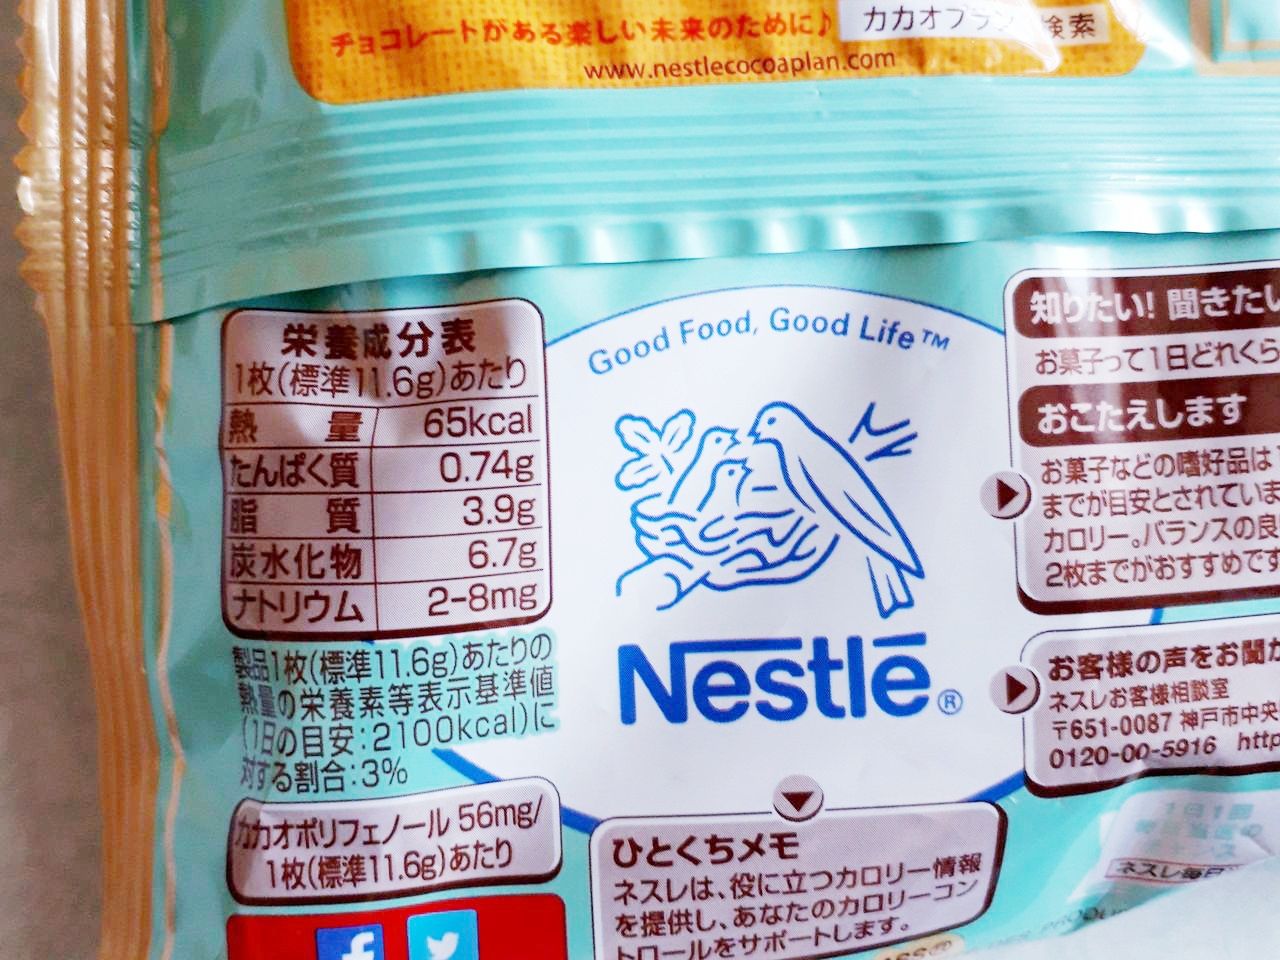 チョコレートがある楽しい未来のために♪
カカオプラン 検索
www.nestlecocoaplan.com
栄養成分表
1枚(標準11.6g)あたり
熱量 65kcal
たんぱく質 0.74g
脂質 3.9g
炭水化物 6.7g
ナトリウム 2-8mg
製品1枚(標準11.6g)あたりの
熱量の栄養素等表示基準値
(1日の目安:2100kcal)に
対する割合:3%
カカオポリフェノール 56mg/
1枚(標準11.6g)あたり
Good Food, Good Life™
Nestlé®
ひとくちメモ
ネスレは、役に立つカロリー情報
を提供し、あなたのカロリーコン
トロールをサポートします。
知りたい! 聞きたい
お菓子って1日どれくら
おこたえします
お菓子などの嗜好品は
までが目安とされていま
カロリー。バランスの良
2枚までがおすすめです
お客様の声をお聞か
ネスレお客様相談室
〒651-0087 神戸市中央
0120-00-5916 http
ネスレ毎日